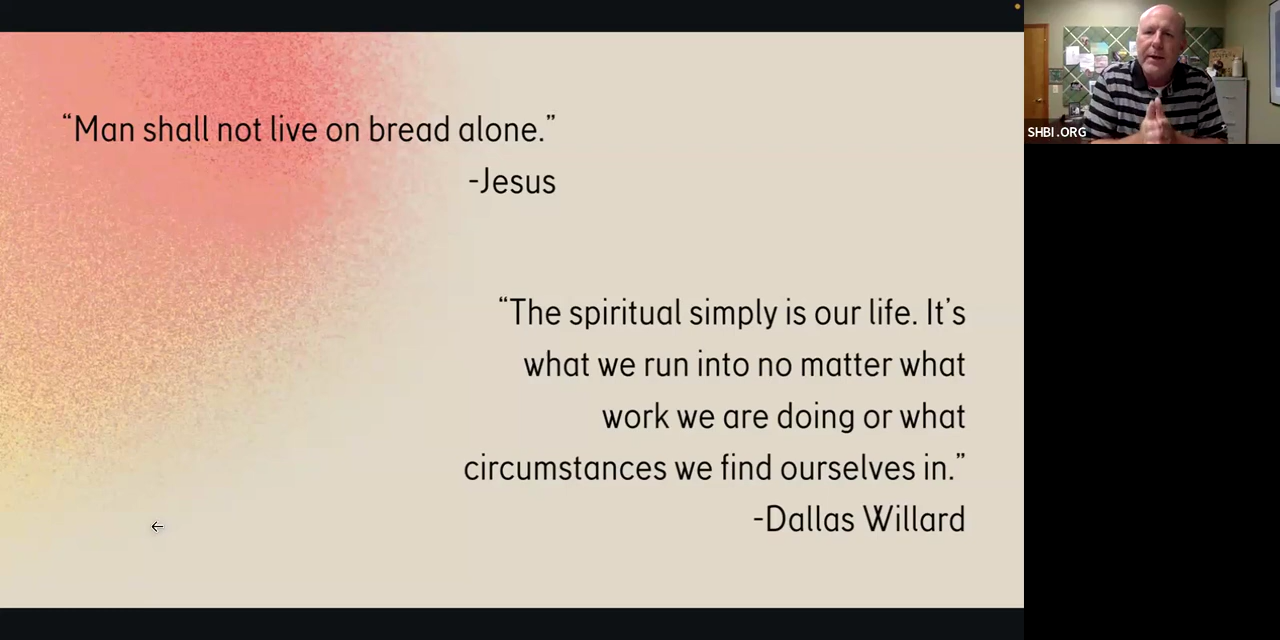 “Man shall not live on bread alone.”
-Jesus
“The spiritual simply is our life. It’s
what we run into no matter what
work we are doing or what
circumstances we find ourselves in.”
-Dallas Willard
SHBI.ORG